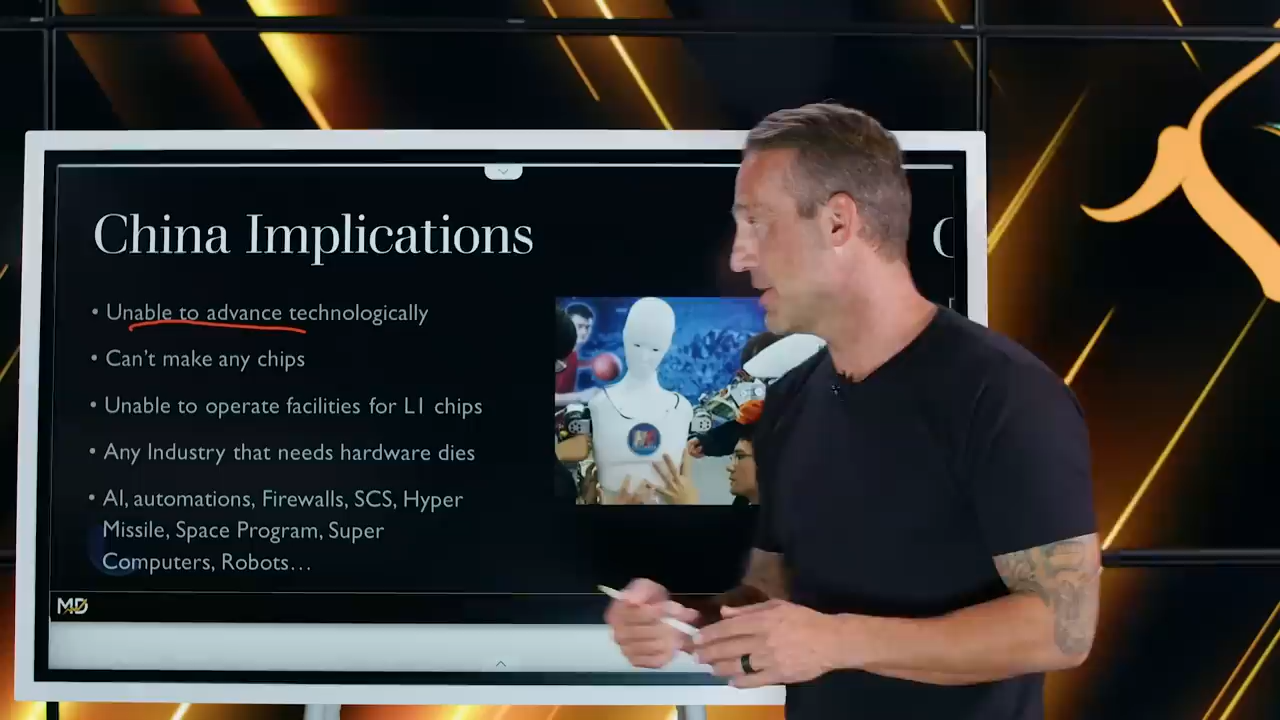 China Implications
• Unable to advance technologically
• Can't make any chips
• Unable to operate facilities for L1 chips
• Any Industry that needs hardware dies
• AI, automations, Firewalls, SCS, Hyper
Missile, Space Program, Super
Computers, Robots…
MD